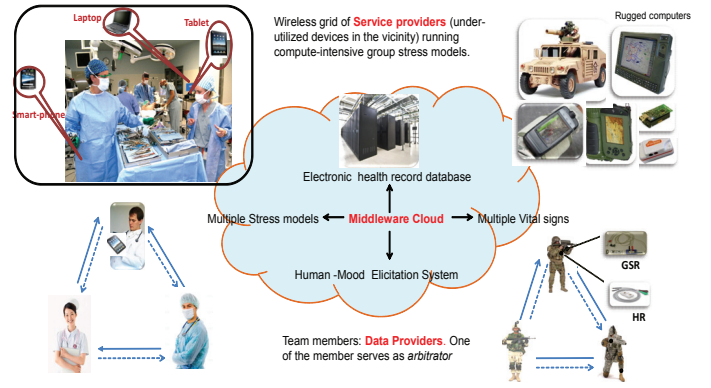 Laptop
Tablet
Smart-phone
Wireless grid of Service providers (under-
utilized devices in the vicinity) running
compute-intensive group stress models.
Rugged computers
Electronic health record database
Multiple Stress models
Middleware Cloud
Multiple Vital signs
Human -Mood Elicitation System
GSR
HR
Team members: Data Providers. One
of the member serves as arbitrator